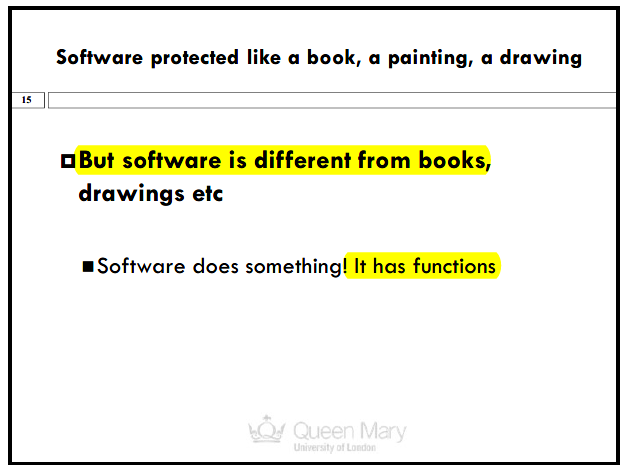 Software protected like a book, a painting, a drawing
15
But software is different from books,
drawings etc
Software does something! It has functions
Queen Mary
University of London